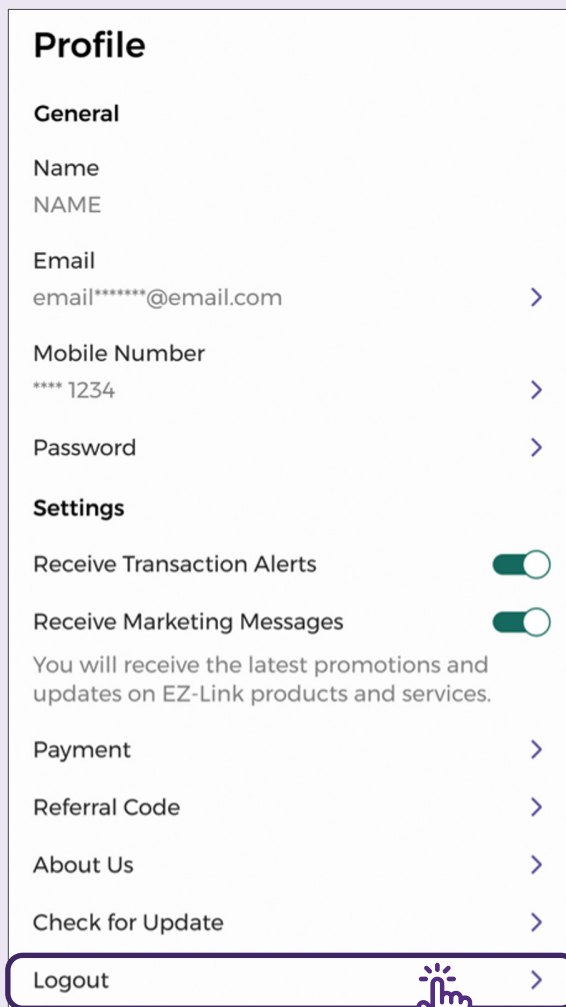 Profile
General
Name
NAME
Email
email*******@email.com
Mobile Number
**** 1234
Password
Settings
Receive Transaction Alerts
Receive Marketing Messages
You will receive the latest promotions and
updates on EZ-Link products and services.
Payment
Referral Code
About Us
Check for Update
Logout